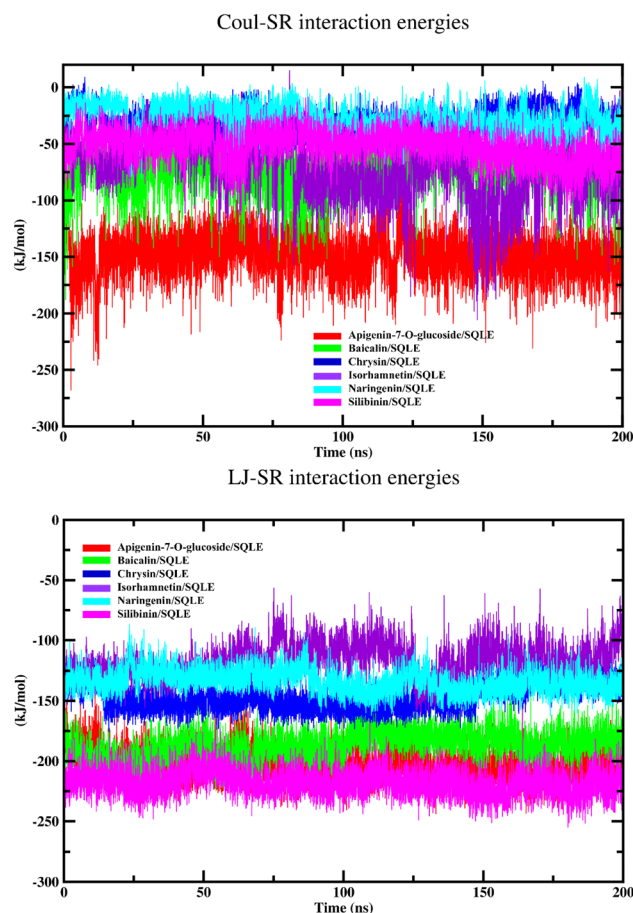 Coul-SR interaction energies
0
-50
-100
-150
-200
-250
-300
(kJ/mol)
Apigenin-7-O-glucoside/SQLE
Baicalin/SQLE
Chrysin/SQLE
Isorhamnetin/SQLE
Naringenin/SQLE
Silibinin/SQLE
0 50 100 150 200
Time (ns)
LJ-SR interaction energies
0
-50
-100
-150
-200
-250
-300
(kJ/mol)
Apigenin-7-O-glucoside/SQLE
Baicalin/SQLE
Chrysin/SQLE
Isorhamnetin/SQLE
Naringenin/SQLE
Silibinin/SQLE
0 50 100 150 200
Time (ns)